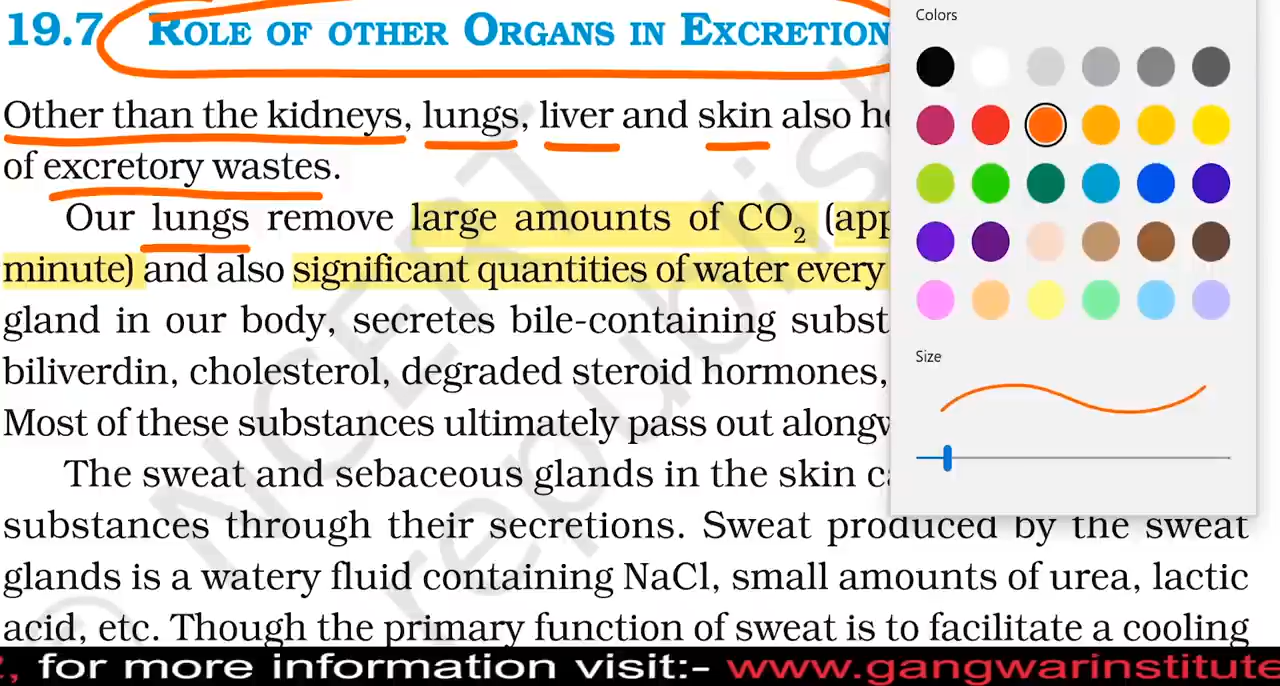 19.7 ROLE OF OTHER ORGANS IN EXCRETION
Colors
Other than the kidneys, lungs, liver and skin also
of excretory wastes.
Our lungs remove large amounts of CO2
minute) and also significant quantities of water every
gland in our body, secretes bile-containing
biliverdin, cholesterol, degraded steroid hormones,
Size
Most of these substances ultimately pass out
The sweat and sebaceous glands in the skin
substances through their secretions. Sweat produced by the sweat
glands is a watery fluid containing NaCl, small amounts of urea, lactic
acid, etc. Though the primary function of sweat is to facilitate a cooling
for more information visit:- www.gangwarinstitute
NCERT